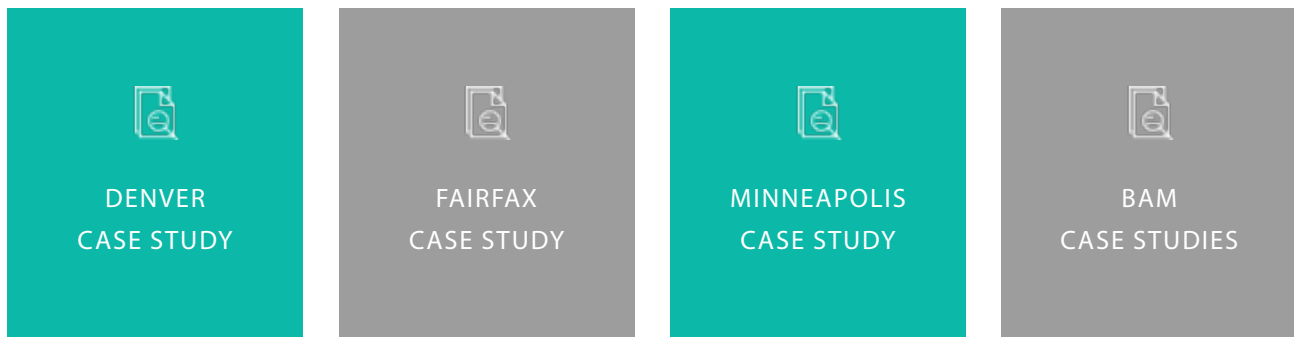 DENVER
CASE STUDY
FAIRFAX
CASE STUDY
MINNEAPOLIS
CASE STUDY
BAM
CASE STUDIES